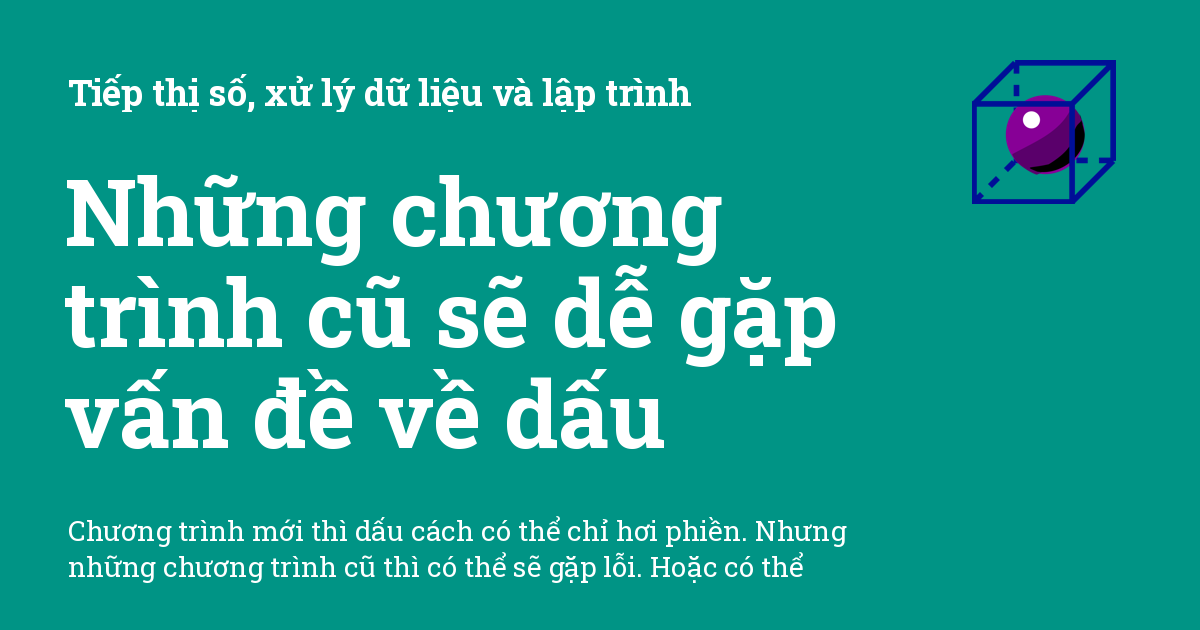 Tiếp thị số, xử lý dữ liệu và lập trình
Những chương
trình cũ sẽ dễ gặp
vấn đề về dấu
Chương trình mới thì dấu cách có thể chỉ hơi phiền. Nhưng
những chương trình cũ thì có thể sẽ gặp lỗi. Hoặc có thể